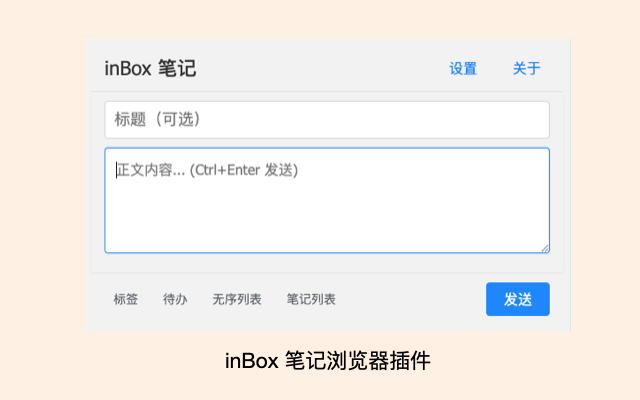 inBox 笔记 设置 关于
标题（可选）
正文内容... (Ctrl+Enter 发送)
标签 待办 无序列表 笔记列表 发送
inBox 笔记浏览器插件